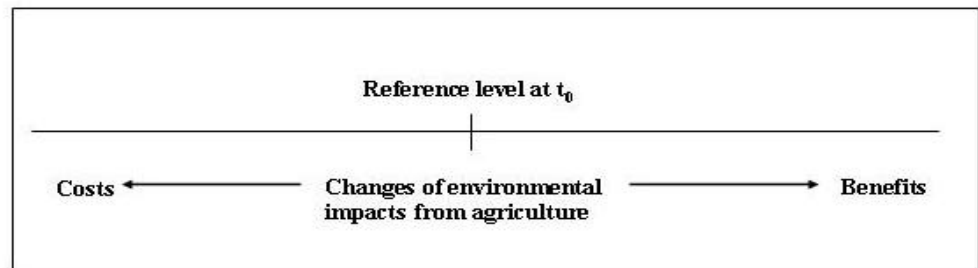 Reference level at t₀
Costs
Changes of environmental
impacts from agriculture
Benefits